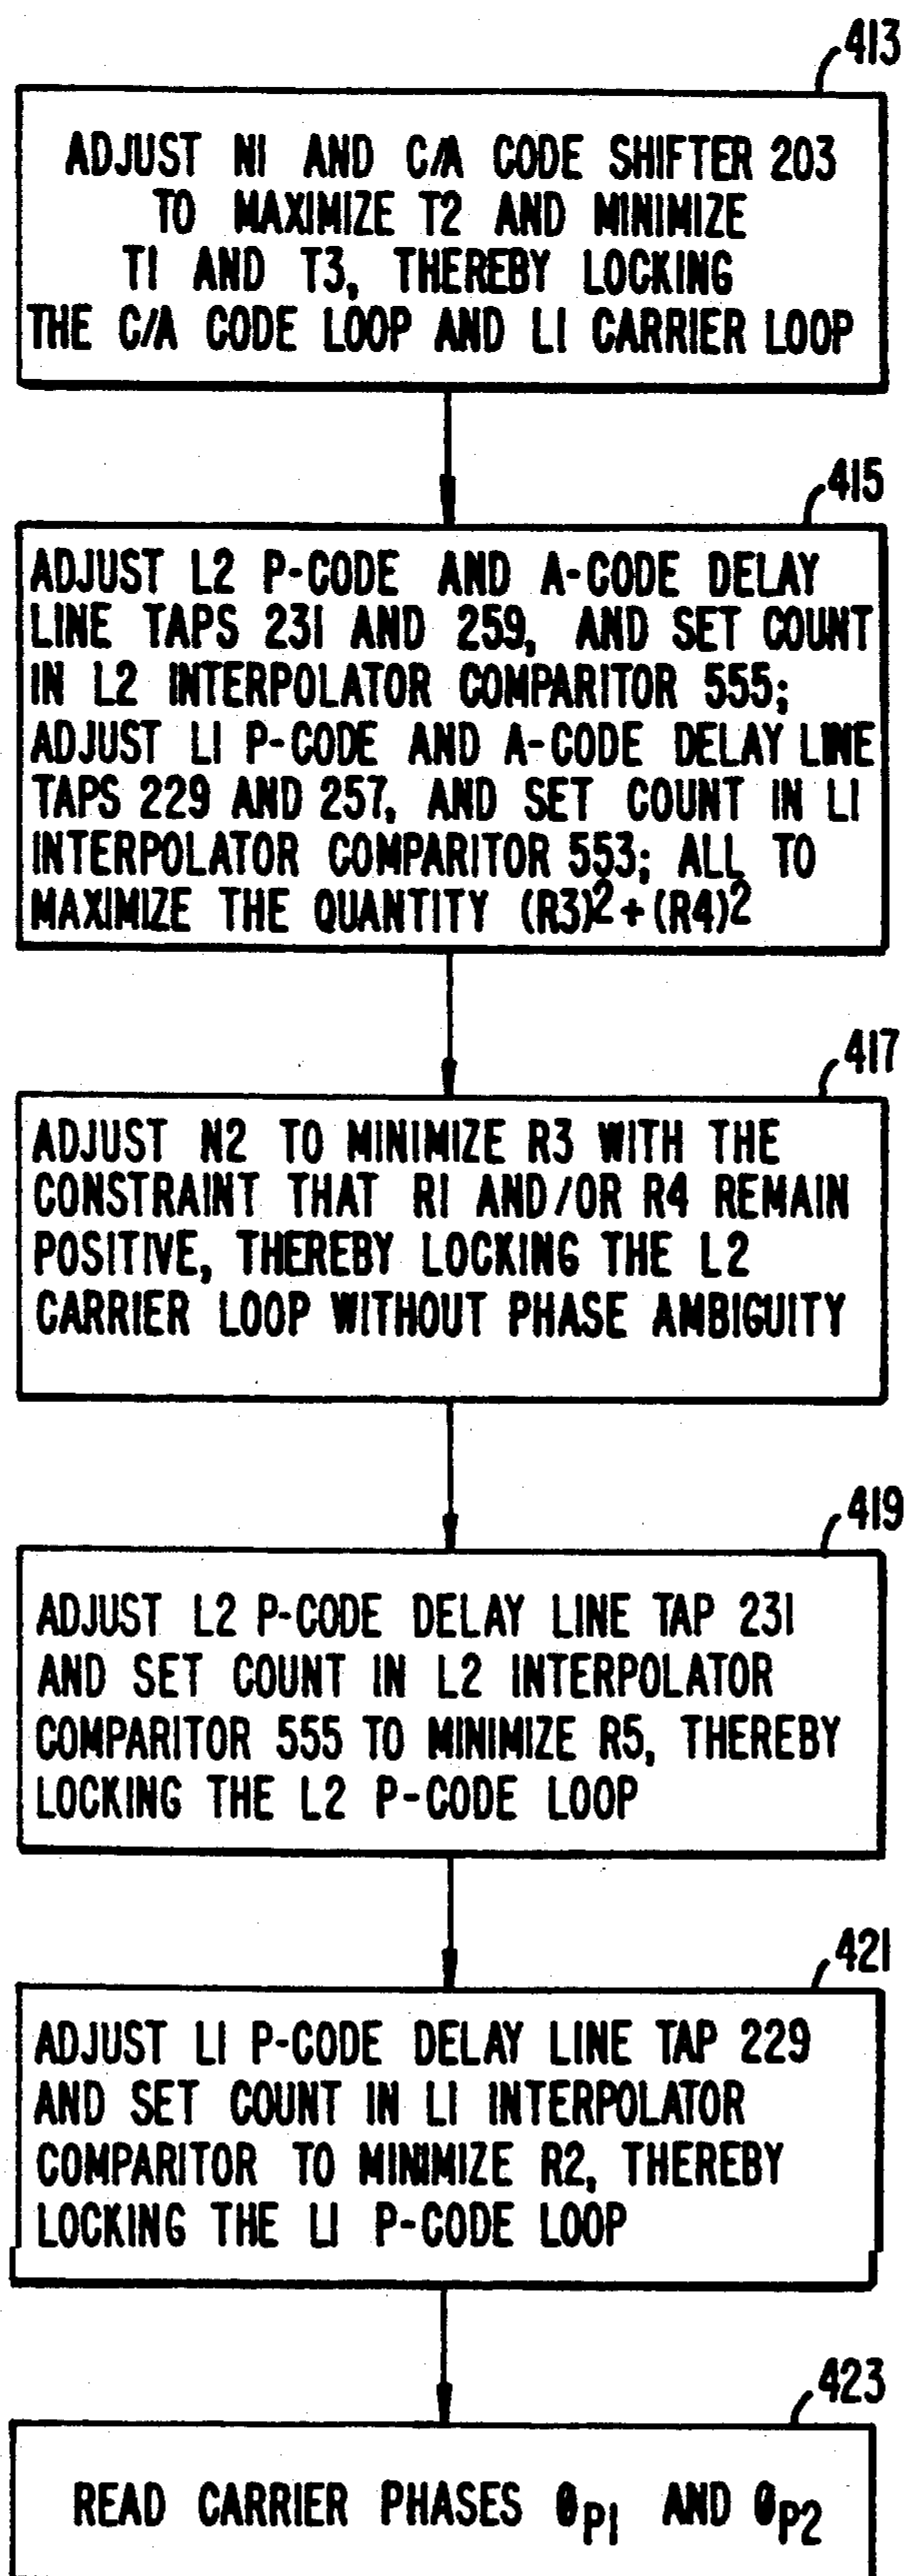 413
ADJUST N1 AND C/A CODE SHIFTER 203
TO MAXIMIZE T2 AND MINIMIZE
T1 AND T3, THEREBY LOCKING
THE C/A CODE LOOP AND L1 CARRIER LOOP
415
ADJUST L2 P-CODE AND A-CODE DELAY
LINE TAPS 231 AND 259, AND SET COUNT
IN L2 INTERPOLATOR COMPARITOR 555;
ADJUST L1 P-CODE AND A-CODE DELAY LINE
TAPS 229 AND 257, AND SET COUNT IN L1
INTERPOLATOR COMPARITOR 553; ALL TO
MAXIMIZE THE QUANTITY (R3)2+(R4)2
417
ADJUST N2 TO MINIMIZE R3 WITH THE
CONSTRAINT THAT R1 AND/OR R4 REMAIN
POSITIVE, THEREBY LOCKING THE L2
CARRIER LOOP WITHOUT PHASE AMBIGUITY
419
ADJUST L2 P-CODE DELAY LINE TAP 231
AND SET COUNT IN L2 INTERPOLATOR
COMPARITOR 555 TO MINIMIZE R5, THEREBY
LOCKING THE L2 P-CODE LOOP
421
ADJUST L1 P-CODE DELAY LINE TAP 229
AND SET COUNT IN L1 INTERPOLATOR
COMPARITOR TO MINIMIZE R2, THEREBY
LOCKING THE L1 P-CODE LOOP
423
READ CARRIER PHASES θP1 AND θP2